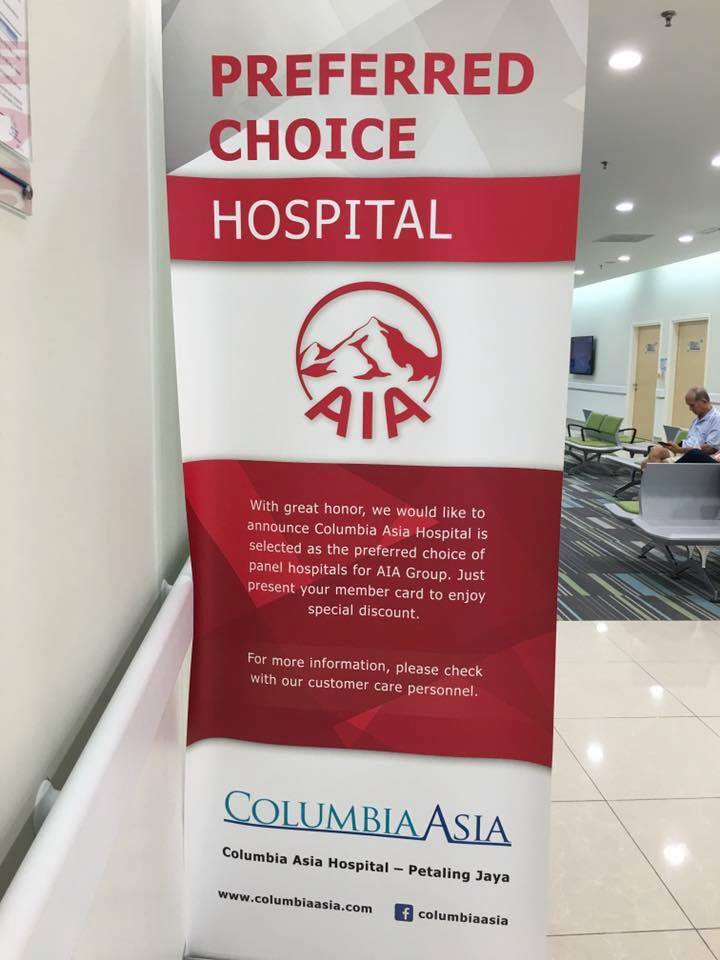 PREFERRED
CHOICE
HOSPITAL
AIA
With great honor, we would like to
announce Columbia Asia Hospital is
selected as the preferred choice of
panel hospitals for AIA Group. Just
present your member card to enjoy
special discount.
For more information, please check
with our customer care personnel.
COLUMBIA ASIA
Columbia Asia Hospital – Petaling Jaya
www.columbiaasia.com
columbiaasia